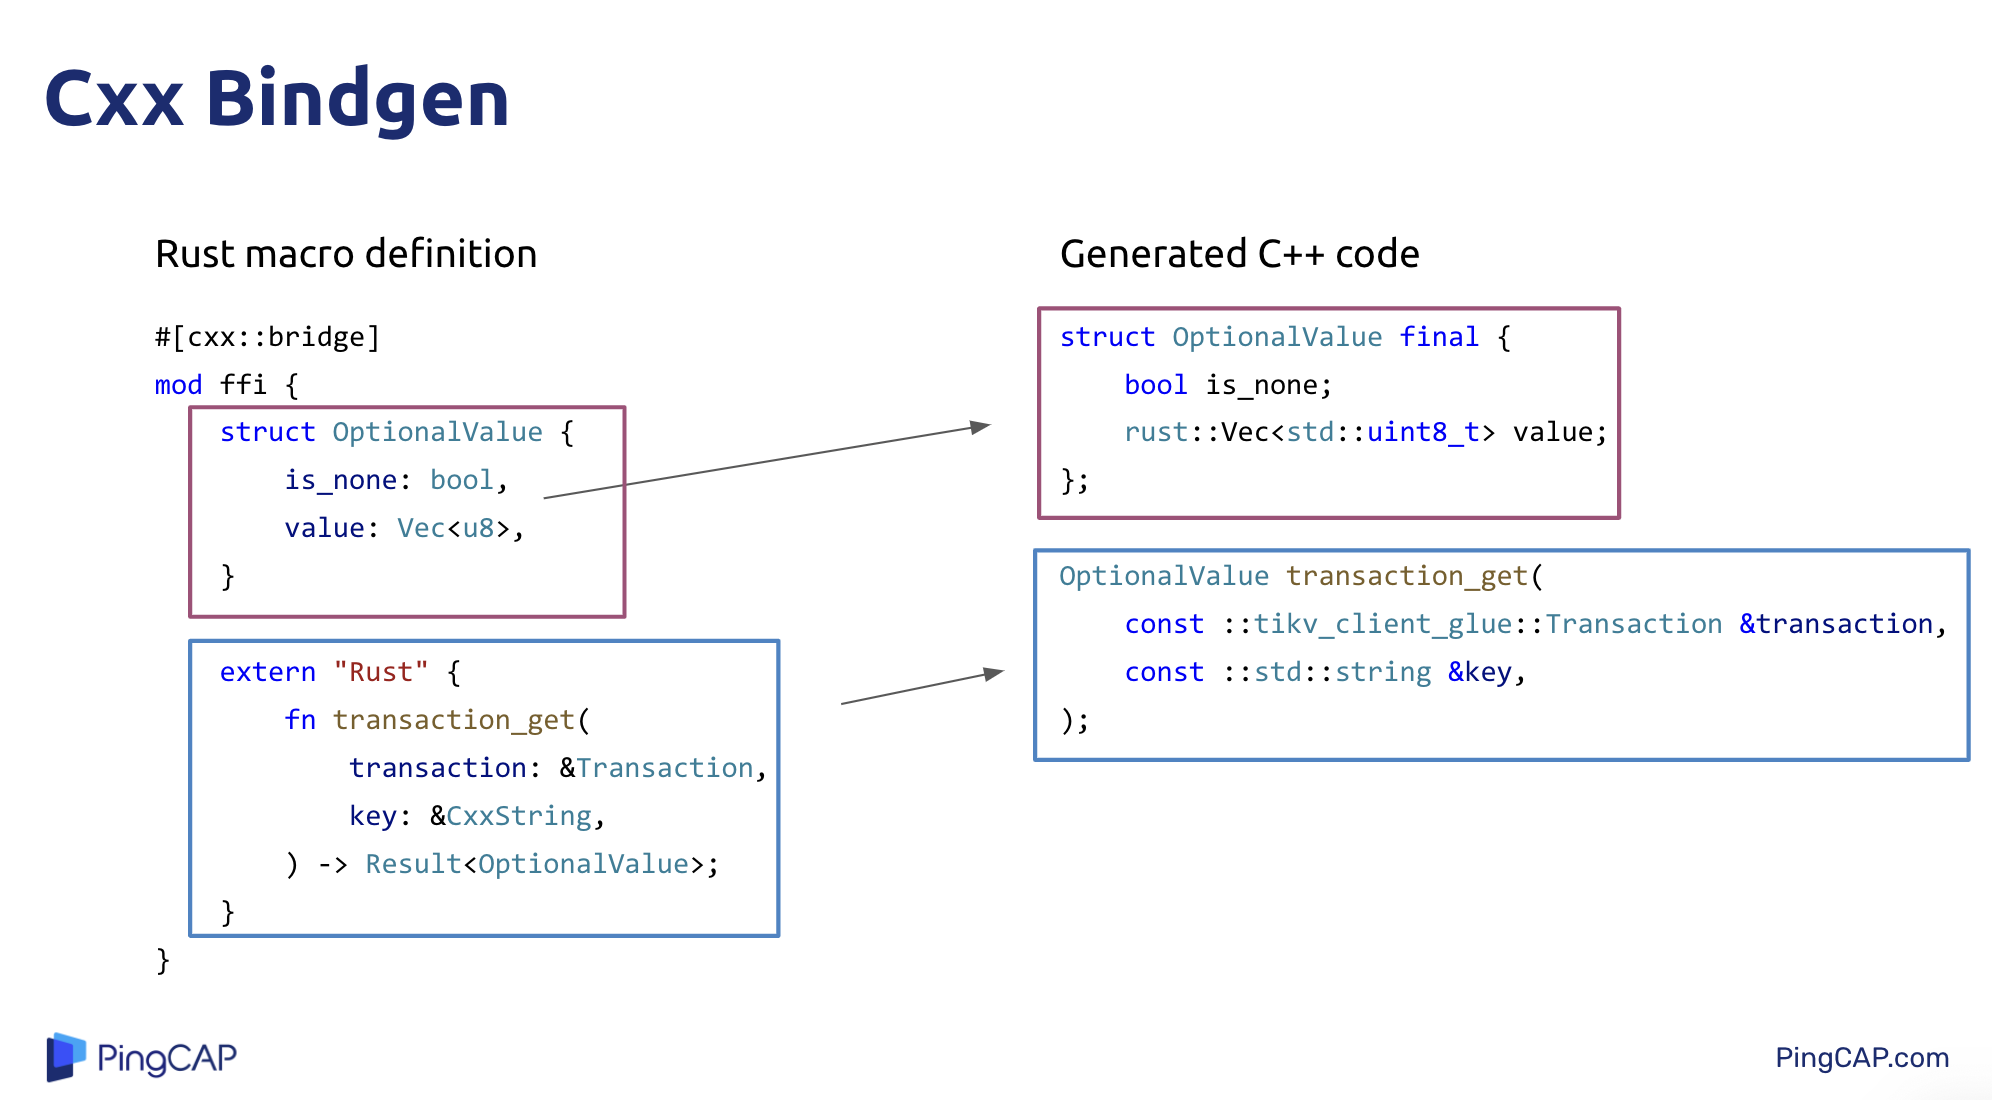 Cxx Bindgen
Rust macro definition
#[cxx::bridge]
mod ffi {
    struct OptionalValue {
        is_none: bool,
        value: Vec<u8>,
    }
    extern "Rust" {
        fn transaction_get(
            transaction: &Transaction,
            key: &CxxString,
        ) -> Result<OptionalValue>;
    }
}
Generated C++ code
struct OptionalValue final {
    bool is_none;
    rust::Vec<std::uint8_t> value;
};
OptionalValue transaction_get(
    const ::tikv_client_glue::Transaction &transaction,
    const ::std::string &key,
);
PingCAP
PingCAP.com